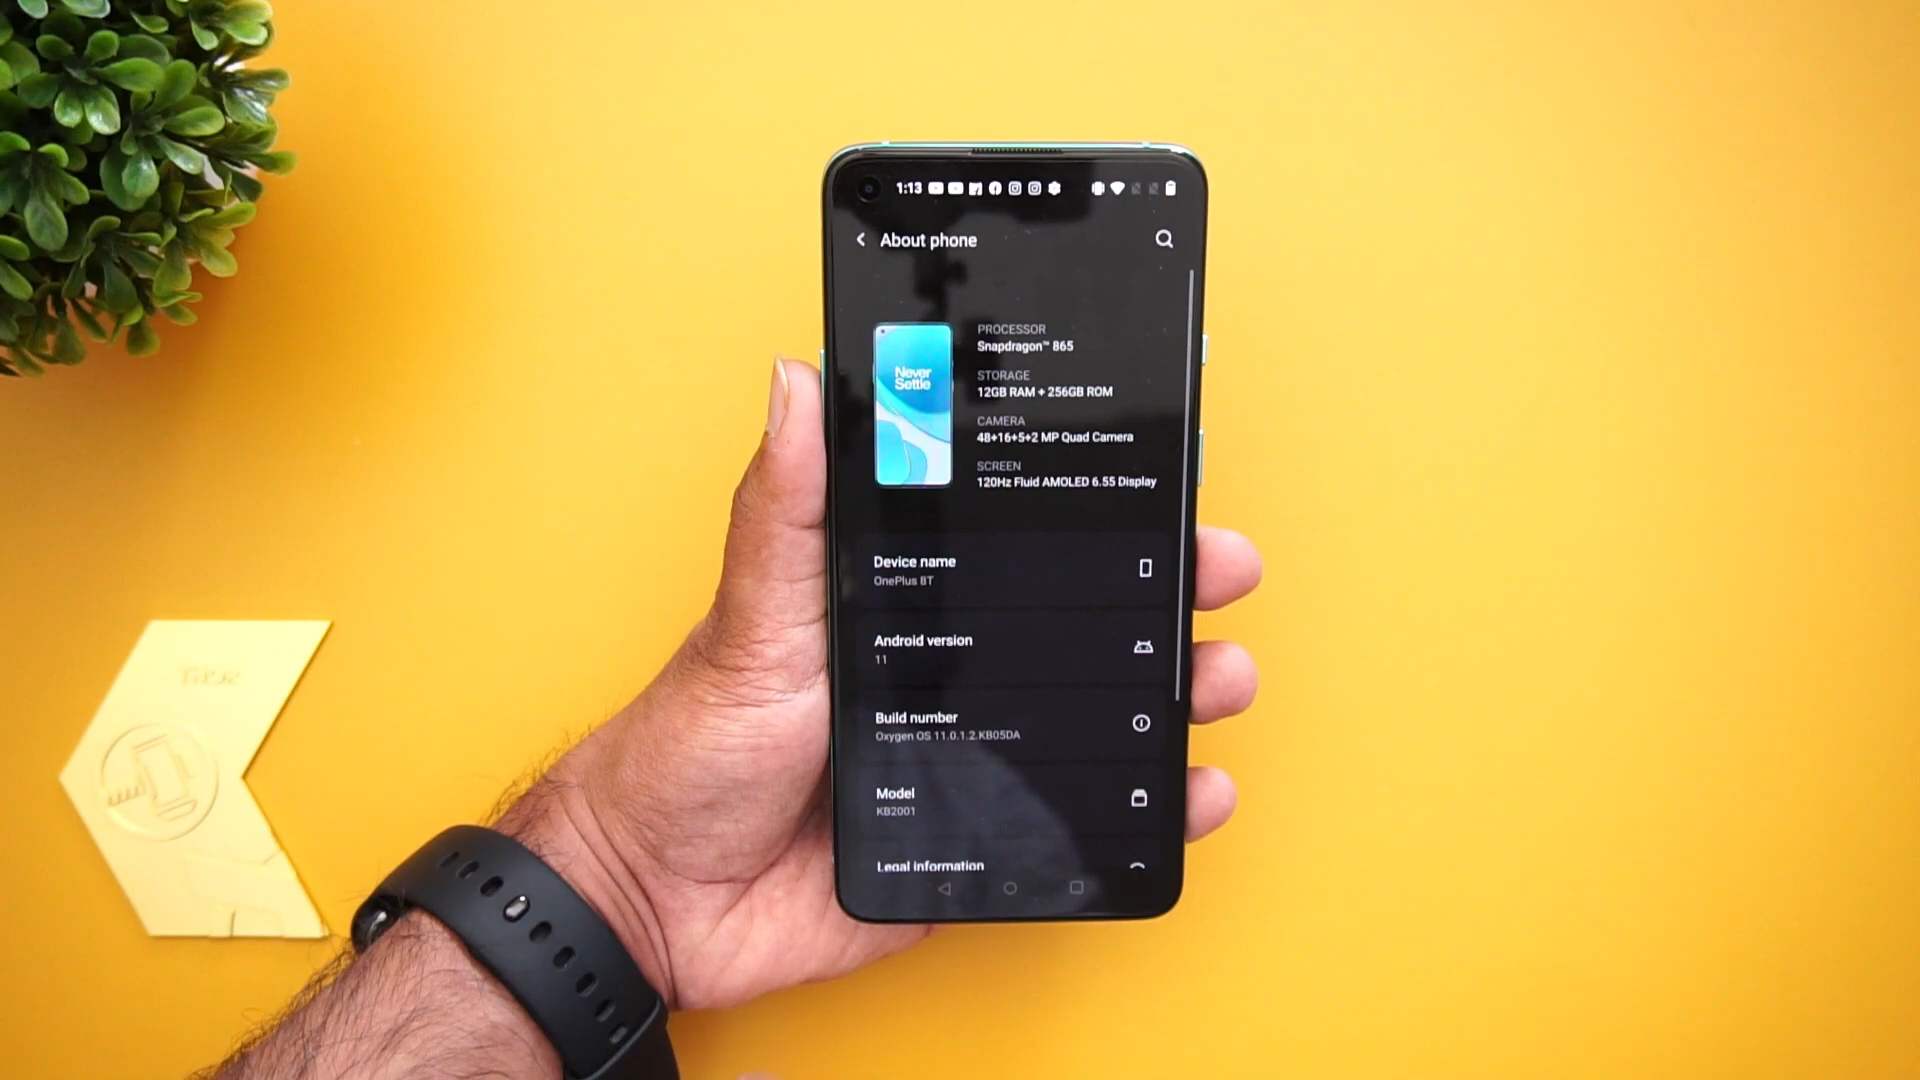 1:13
About phone
Never
Settle
PROCESSOR
Snapdragon™ 865
STORAGE
12GB RAM + 256GB ROM
CAMERA
48+16+5+2 MP Quad Camera
SCREEN
120Hz Fluid AMOLED 6.55 Display
Device name
OnePlus 8T
Android version
11
Build number
Oxygen OS 11.0.1.2.KB05DA
Model
KB2001
Legal information